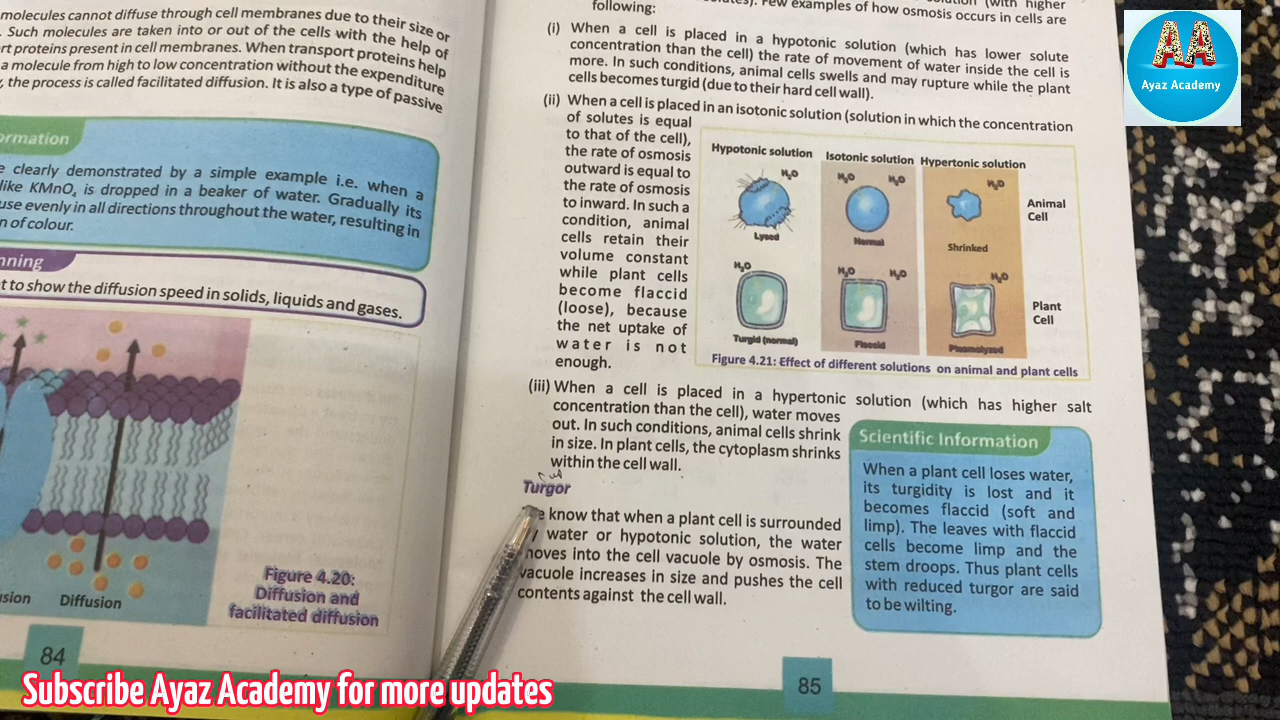 molecules cannot diffuse through cell membranes due to their size or
. Such molecules are taken into or out of the cells with the help of
rt proteins present in cell membranes. When transport proteins help
a molecule from high to low concentration without the expenditure
, the process is called facilitated diffusion. It is also a type of passive
ormation
e clearly demonstrated by a simple example i.e. when a
like KMnO4 is dropped in a beaker of water. Gradually its
use evenly in all directions throughout the water, resulting in
n of colour.
nning
t to show the diffusion speed in solids, liquids and gases.
sion Diffusion
Figure 4.20:
Diffusion and
facilitated diffusion
84
Few examples of how osmosis occurs in cells are
following:
(i) When a cell is placed in a hypotonic solution (which has lower solute
concentration than the cell) the rate of movement of water inside the cell is
more. In such conditions, animal cells swells and may rupture while the plant
cells becomes turgid (due to their hard cell wall).
(ii) When a cell is placed in an isotonic solution (solution in which the concentration
of solutes is equal
to that of the cell),
the rate of osmosis
outward is equal to
the rate of osmosis
to inward. In such a
condition, animal
cells retain their
volume constant
while plant cells
become flaccid
(loose), because
the net uptake of
water is not
enough.
Hypotonic solution Isotonic solution Hypertonic solution
H2O H2O H2O H2O
Animal
Cell
Lysed Normal Shrinked
H2O H2O H2O H2O
Plant
Cell
Turgid (normal) Flaccid Plasmolyzed
Figure 4.21: Effect of different solutions on animal and plant cells
(iii) When a cell is placed in a hypertonic solution (which has higher salt
concentration than the cell), water moves
out. In such conditions, animal cells shrink
in size. In plant cells, the cytoplasm shrinks
within the cell wall.
Turgor
know that when a plant cell is surrounded
water or hypotonic solution, the water
moves into the cell vacuole by osmosis. The
vacuole increases in size and pushes the cell
contents against the cell wall.
Scientific Information
When a plant cell loses water,
its turgidity is lost and it
becomes flaccid (soft and
limp). The leaves with flaccid
cells become limp and the
stem droops. Thus plant cells
with reduced turgor are said
to be wilting.
85
AA
Ayaz Academy
Subscribe Ayaz Academy for more updates